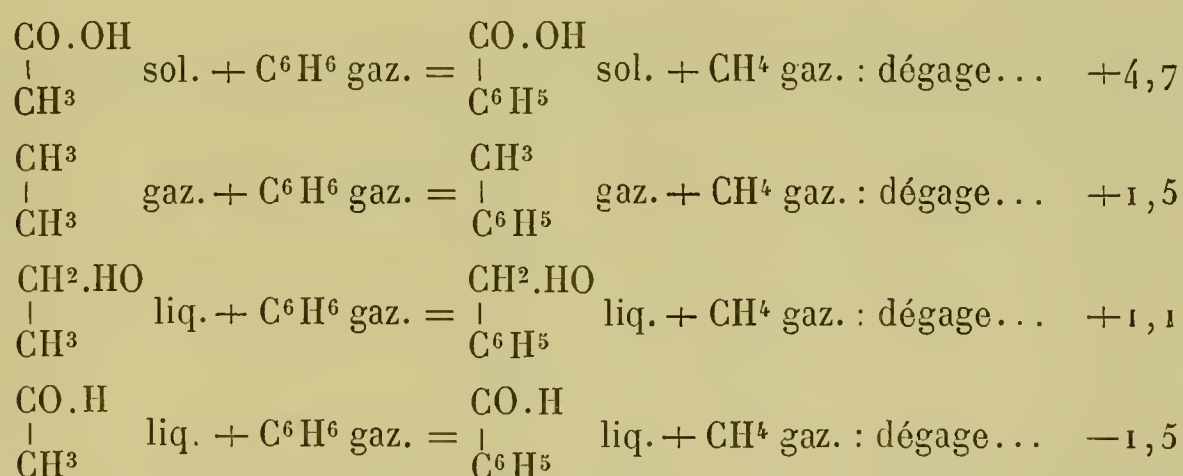 CO.OH CO.OH
| sol. + C⁶H⁶ gaz. = | sol. + CH⁴ gaz. : dégage... +4,7
CH³ C⁶H⁵
CH³ CH³
| gaz. + C⁶H⁶ gaz. = | gaz. + CH⁴ gaz. : dégage... +1,5
CH³ C⁶H⁵
CH².HO CH².HO
| liq. + C⁶H⁶ gaz. = | liq. + CH⁴ gaz. : dégage... +1,1
CH³ C⁶H⁵
CO.H CO.H
| liq. + C⁶H⁶ gaz. = | liq. + CH⁴ gaz. : dégage... −1,5
CH³ C⁶H⁵